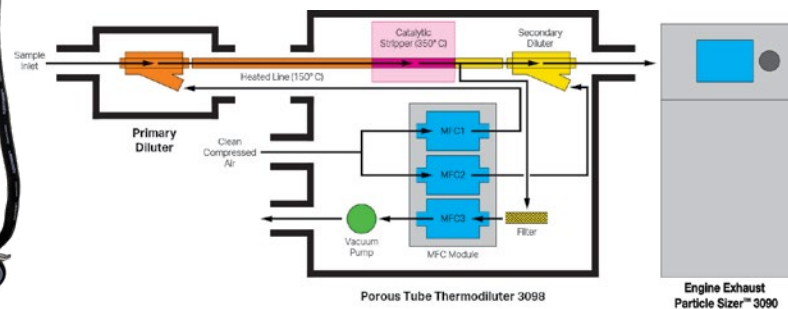 Sample
Inlet
Primary
Diluter
Heated Line (150° C)
Catalytic
Stripper (350° C)
Secondary
Diluter
Clean
Compressed
Air
MFC1
MFC2
MFC3
MFC Module
Vacuum
Pump
Filter
Porous Tube Thermodiluter 3098
Engine Exhaust
Particle Sizer™ 3090